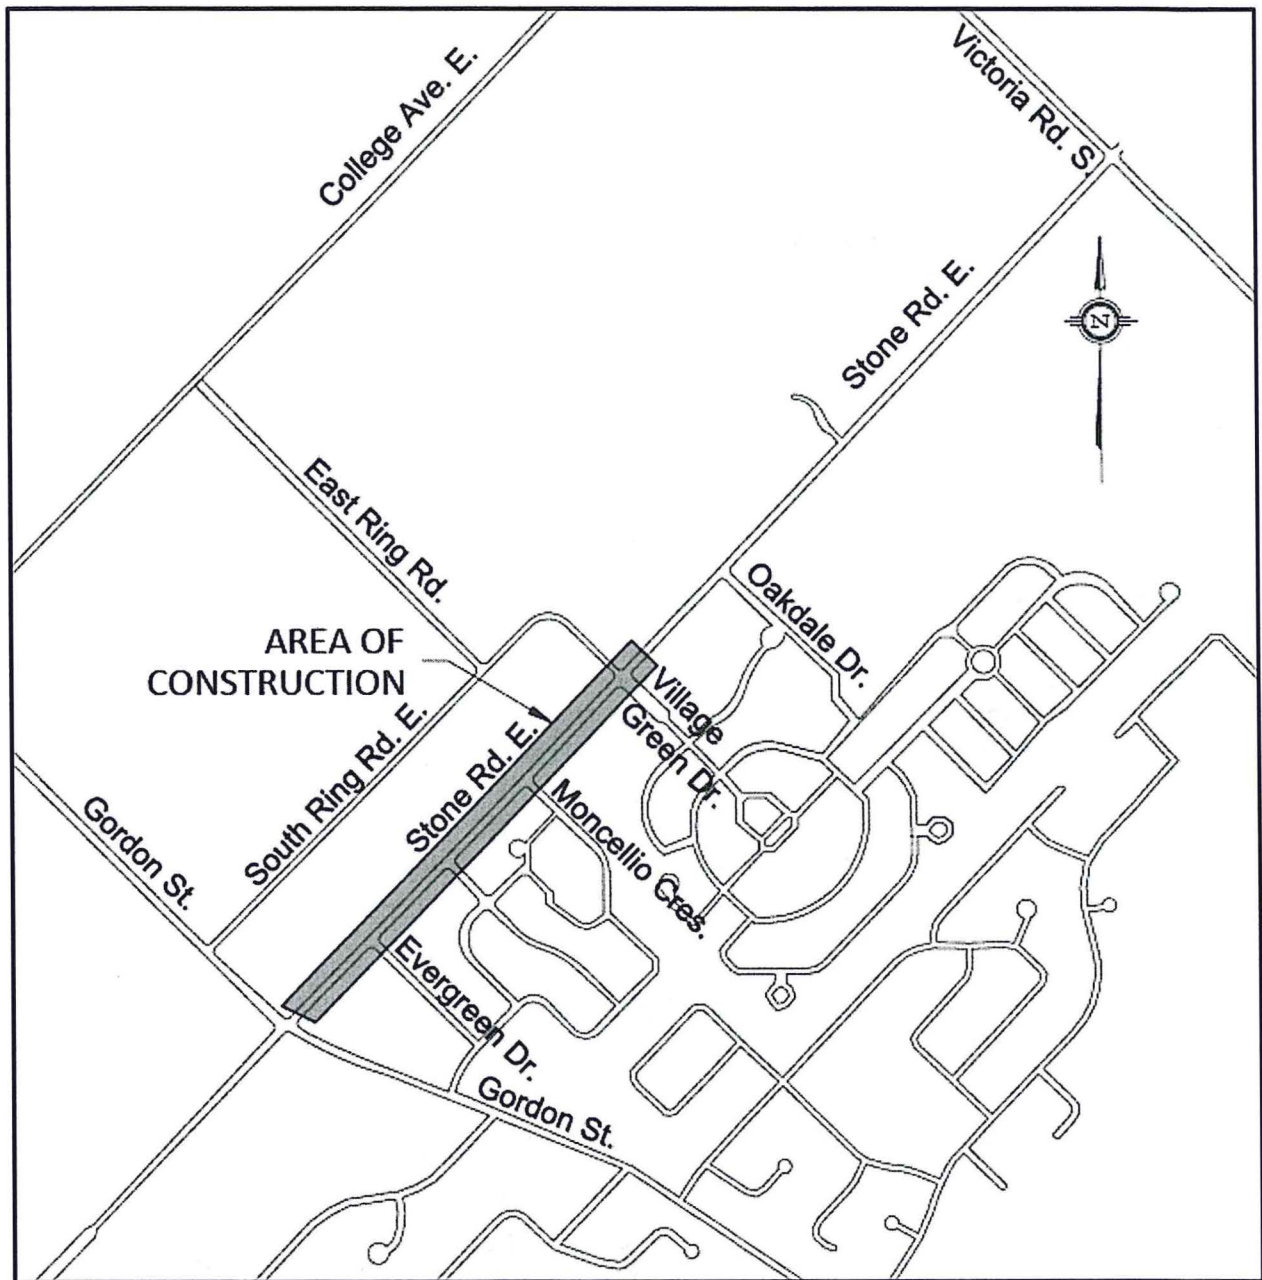 College Ave. E.
Victoria Rd. S.
Stone Rd. E.
N
East Ring Rd.
Oakdale Dr.
AREA OF
CONSTRUCTION
Village
Green Dr.
South Ring Rd. E.
Stone Rd. E.
Moncellio Cres.
Gordon St.
Evergreen Dr.
Gordon St.